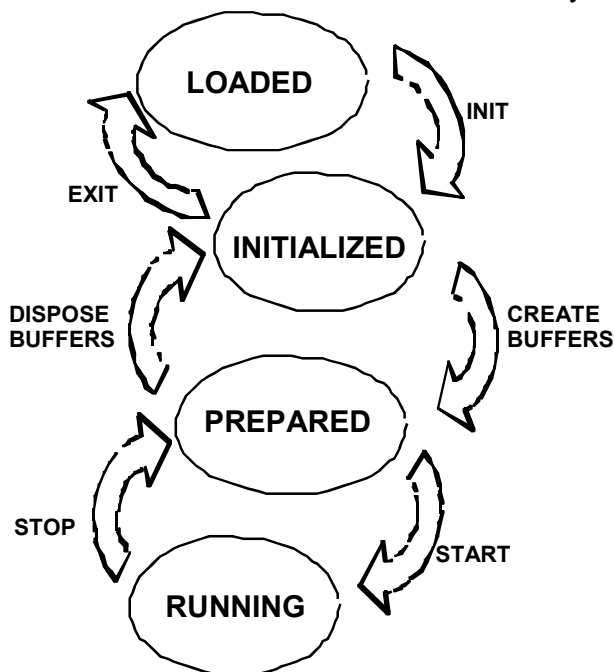 LOADED
INIT
EXIT
INITIALIZED
DISPOSE
BUFFERS
CREATE
BUFFERS
PREPARED
STOP
START
RUNNING